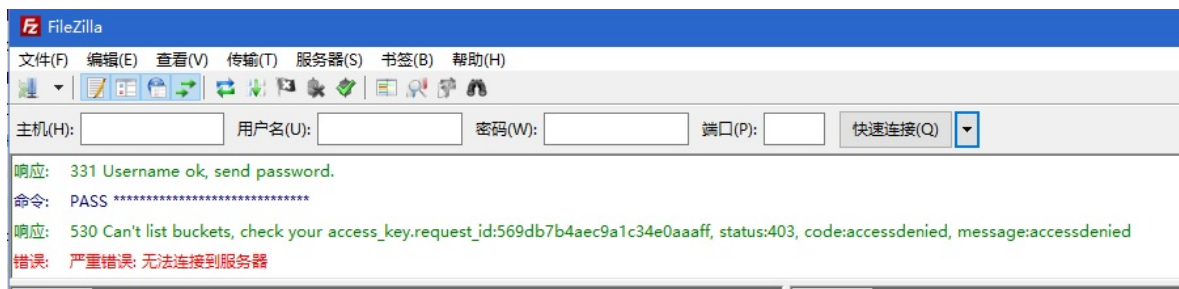 FileZilla
文件(F) 编辑(E) 查看(V) 传输(T) 服务器(S) 书签(B) 帮助(H)
主机(H): 用户名(U): 密码(W): 端口(P): 快速连接(Q)
响应: 331 Username ok, send password.
命令: PASS ******************************
响应: 530 Can't list buckets, check your access_key.request_id:569db7b4aec9a1c34e0aaaff, status:403, code:accessdenied, message:accessdenied
错误: 严重错误: 无法连接到服务器